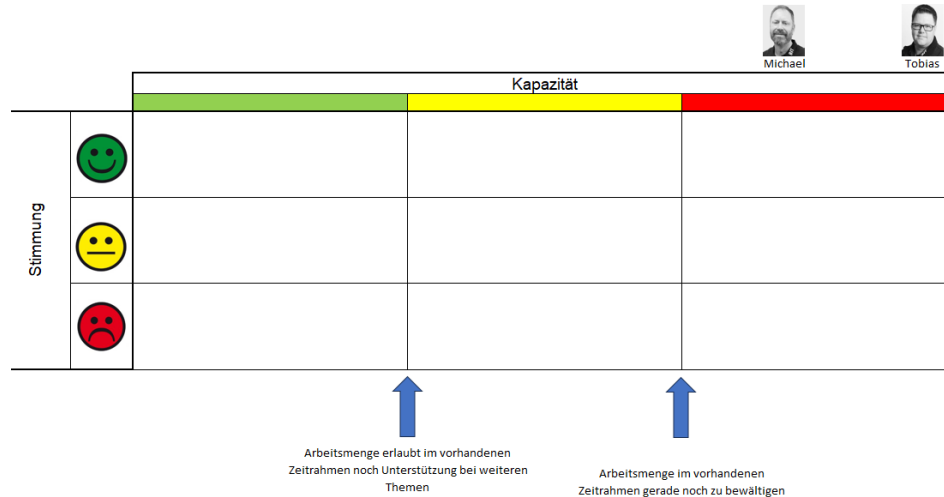 Michael
Tobias
Kapazität
Stimmung
Arbeitsmenge erlaubt im vorhandenen
Zeitrahmen noch Unterstützung bei weiteren
Themen
Arbeitsmenge im vorhandenen
Zeitrahmen gerade noch zu bewältigen